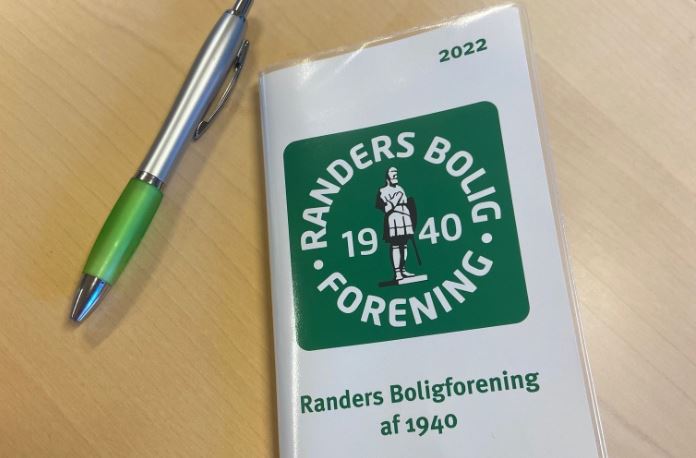 2022
RANDERS BOLIG
19 40
• FORENING •
Randers Boligforening
af 1940